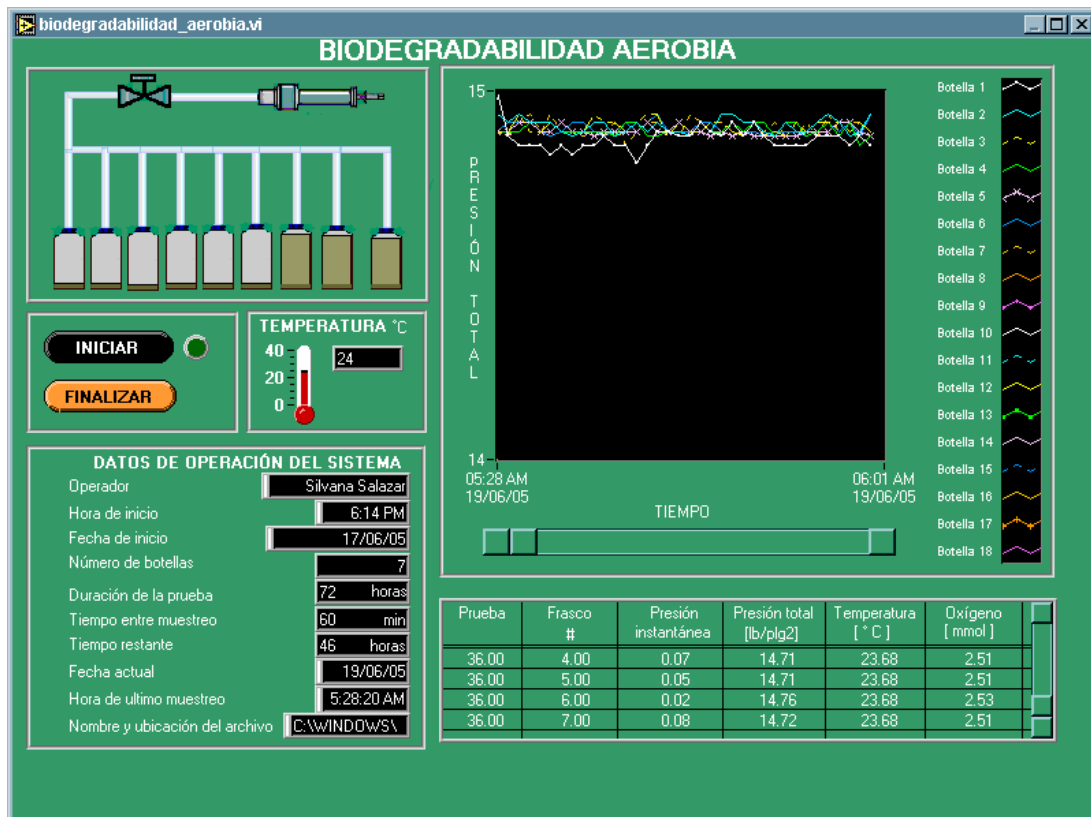 biodegradabilidad_aerobia.vi
BIODEGRADABILIDAD AEROBIA
INICIAR
FINALIZAR
TEMPERATURA °C
40
20
0
24
DATOS DE OPERACIÓN DEL SISTEMA
Operador Silvana Salazar
Hora de inicio 6:14 PM
Fecha de inicio 17/06/05
Número de botellas 7
Duración de la prueba 72 horas
Tiempo entre muestreo 60 min
Tiempo restante 46 horas
Fecha actual 19/06/05
Hora de ultimo muestreo 5:28:20 AM
Nombre y ubicación del archivo C:\WINDOWS\
PRESIÓN TOTAL
15
14
05:28 AM
19/06/05
06:01 AM
19/06/05
TIEMPO
Botella 1
Botella 2
Botella 3
Botella 4
Botella 5
Botella 6
Botella 7
Botella 8
Botella 9
Botella 10
Botella 11
Botella 12
Botella 13
Botella 14
Botella 15
Botella 16
Botella 17
Botella 18
Prueba Frasco # Presión instantánea Presión total [lb/plg2] Temperatura [ °C ] Oxígeno [ mmol ]
36.00 4.00 0.07 14.71 23.68 2.51
36.00 5.00 0.05 14.71 23.68 2.51
36.00 6.00 0.02 14.76 23.68 2.53
36.00 7.00 0.08 14.72 23.68 2.51